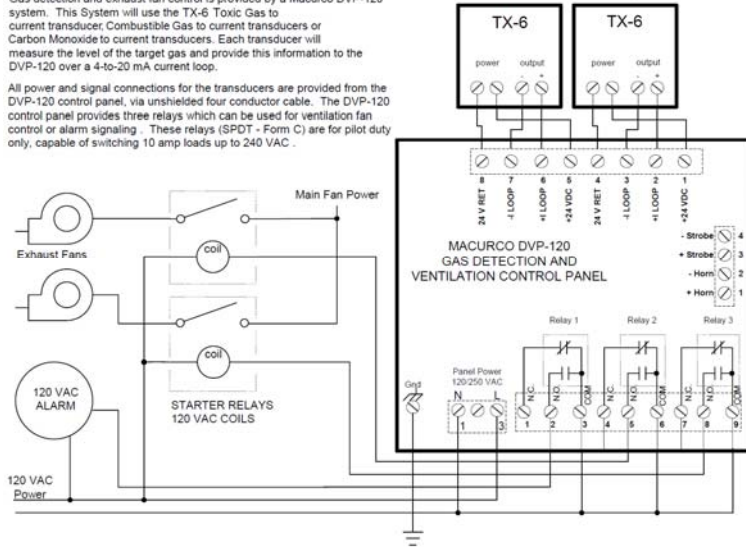 system. This System will use the TX-6 Toxic Gas to
current transducer, Combustible Gas to current transducers or
Carbon Monoxide to current transducers. Each transducer will
measure the level of the target gas and provide this information to the
DVP-120 over a 4-to-20 mA current loop.
All power and signal connections for the transducers are provided from the
DVP-120 control panel, via unshielded four conductor cable. The DVP-120
control panel provides three relays which can be used for ventilation fan
control or alarm signaling . These relays (SPDT - Form C) are for pilot duty
only, capable of switching 10 amp loads up to 240 VAC .
TX-6 TX-6
power output power output
- + - +
8 7 6 5 4 3 2 1
24 V RET -I LOOP +I LOOP +24 VDC 24 V RET -I LOOP +I LOOP +24 VDC
Main Fan Power
Exhaust Fans
coil
coil
STARTER RELAYS
120 VAC COILS
120 VAC
ALARM
120 VAC
Power
MACURCO DVP-120
GAS DETECTION AND
VENTILATION CONTROL PANEL
- Strobe 4
+ Strobe 3
- Horn 2
+ Horn 1
Relay 1 Relay 2 Relay 3
Gnd
Panel Power
120/250 VAC
N L
1 3
N.C. N.O. COM N.C. N.O. COM N.C. N.O. COM
1 2 3 4 5 6 7 8 9